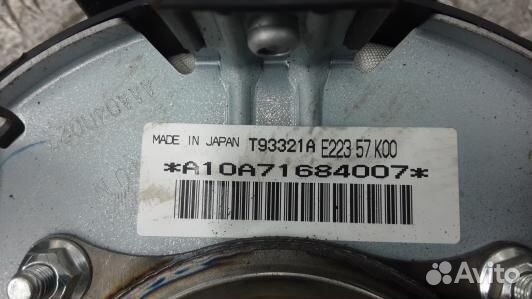 MADE IN JAPAN T93321A E223 57 K00
*A10A71684007*
Avito